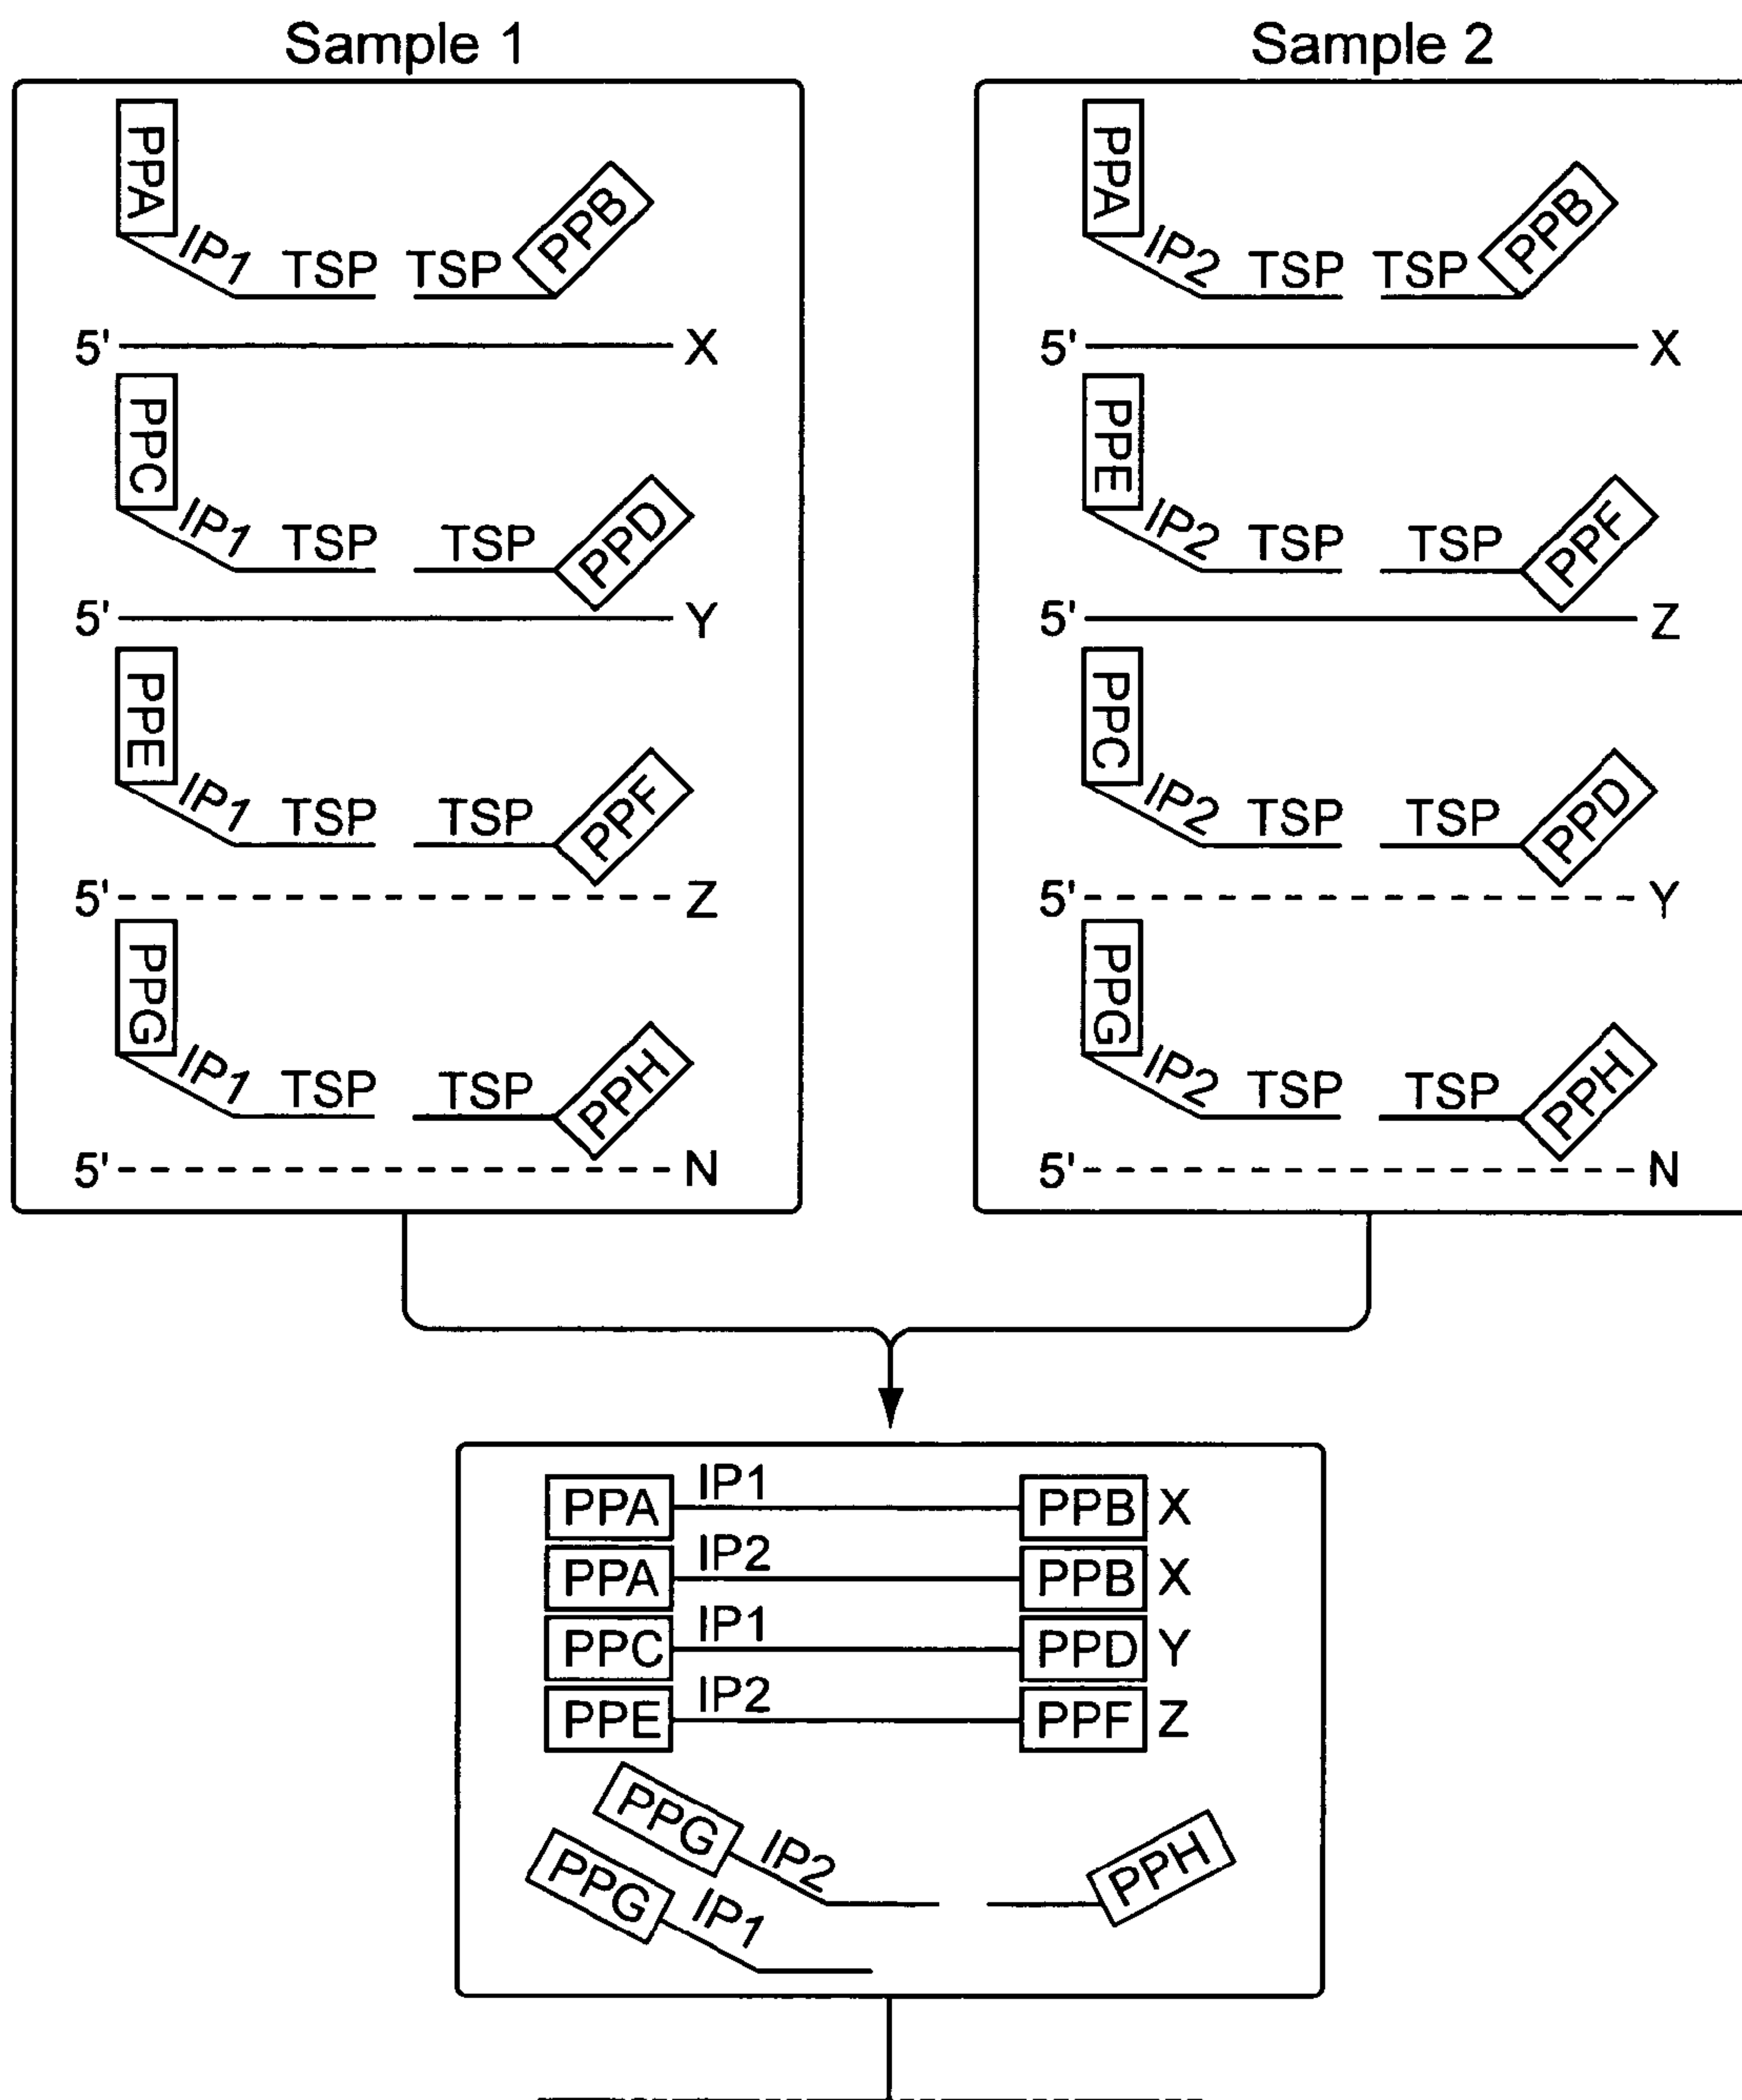 Sample 1
PPA IP1 TSP TSP PPB
5' X
PPC IP1 TSP TSP PPD
5' Y
PPE IP1 TSP TSP PPF
5' Z
PPG IP1 TSP TSP PPH
5' N
Sample 2
PPA IP2 TSP TSP PPB
5' X
PPE IP2 TSP TSP PPF
5' Z
PPC IP2 TSP TSP PPD
5' Y
PPG IP2 TSP TSP PPH
5' N
PPA IP1 PPB X
PPA IP2 PPB X
PPC IP1 PPD Y
PPE IP2 PPF Z
PPG IP2 PPH
PPG IP1